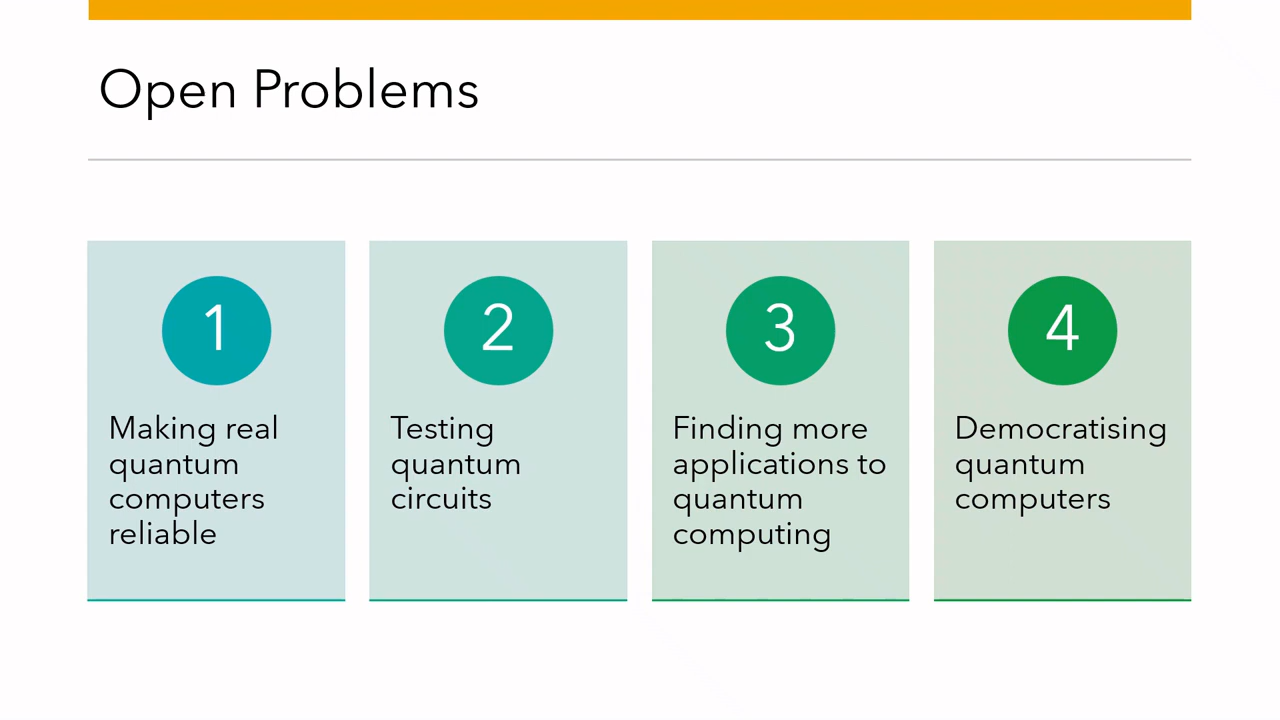 Open Problems
1
Making real
quantum
computers
reliable
2
Testing
quantum
circuits
3
Finding more
applications to
quantum
computing
4
Democratising
quantum
computers